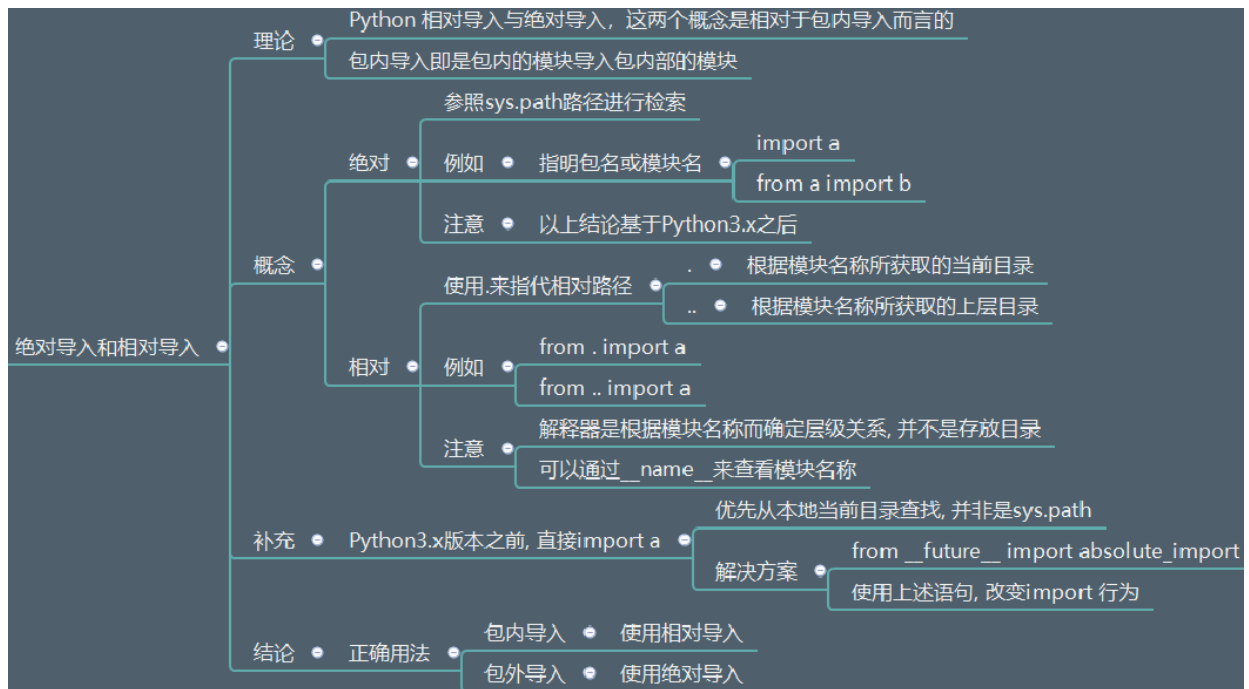 绝对导入和相对导入
理论
Python 相对导入与绝对导入，这两个概念是相对于包内导入而言的
包内导入即是包内的模块导入包内部的模块
概念
绝对
参照sys.path路径进行检索
例如
指明包名或模块名
import a
from a import b
注意
以上结论基于Python3.x之后
相对
使用.来指代相对路径
.
根据模块名称所获取的当前目录
..
根据模块名称所获取的上层目录
例如
from . import a
from .. import a
注意
解释器是根据模块名称而确定层级关系, 并不是存放目录
可以通过__name__来查看模块名称
补充
Python3.x版本之前, 直接import a
优先从本地当前目录查找, 并非是sys.path
解决方案
from __future__ import absolute_import
使用上述语句, 改变import 行为
结论
正确用法
包内导入
使用相对导入
包外导入
使用绝对导入